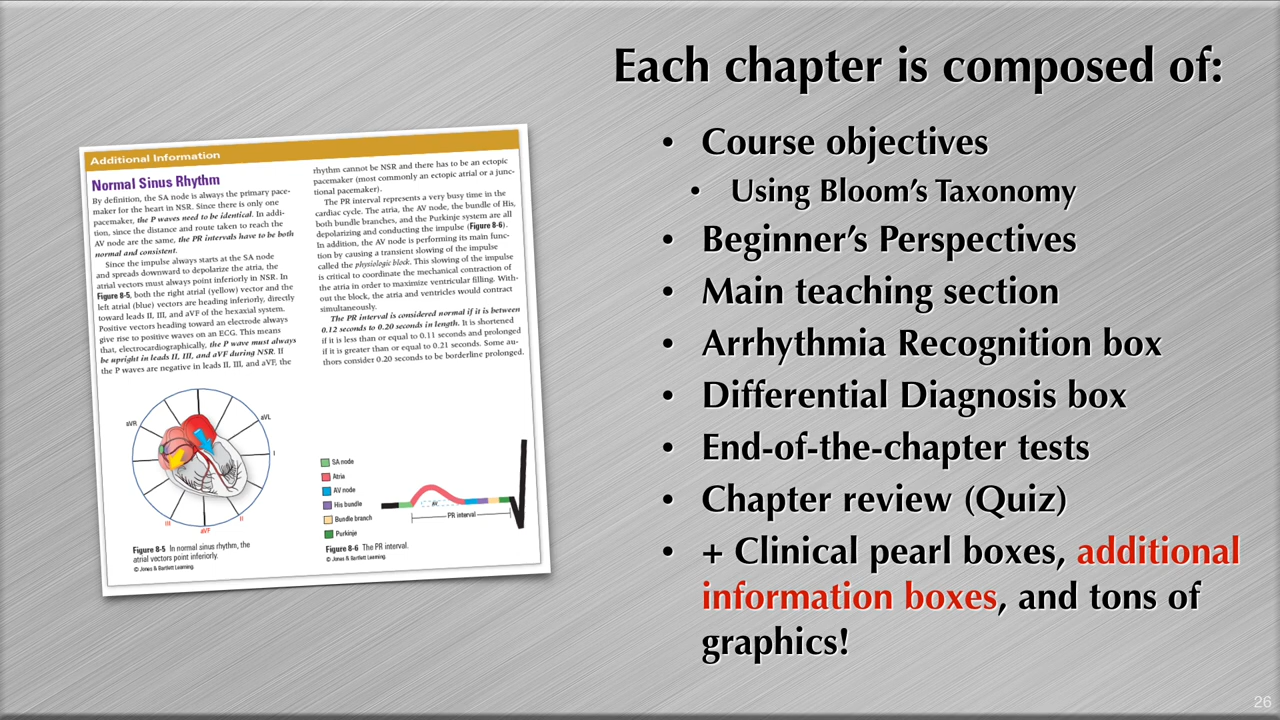 Each chapter is composed of:
• Course objectives
• Using Bloom's Taxonomy
• Beginner's Perspectives
• Main teaching section
• Arrhythmia Recognition box
• Differential Diagnosis box
• End-of-the-chapter tests
• Chapter review (Quiz)
• + Clinical pearl boxes, additional
information boxes, and tons of
graphics!
Additional Information
Normal Sinus Rhythm
By definition, the SA node is always the primary pace-
maker for the heart in NSR. Since there is only one
pacemaker, the P waves need to be identical. In addi-
tion, since the distance and route taken to reach the
AV node are the same, the PR intervals have to be both
normal and consistent.
Since the impulse always starts at the SA node
and spreads downward to depolarize the atria, the
atrial vectors must always point inferiorly in NSR. In
Figure 8-5, both the right atrial (yellow) vector and the
left atrial (blue) vectors are heading inferiorly, directly
toward leads II, III, and aVF of the hexaxial system.
Positive vectors heading toward an electrode always
give rise to positive waves on an ECG. This means
that, electrocardiographically, the P wave must always
be upright in leads II, III, and aVF during NSR. If
the P waves are negative in leads II, III, and aVF, the
rhythm cannot be NSR and there has to be an ectopic
pacemaker (most commonly an ectopic atrial or a junc-
tional pacemaker).
The PR interval represents a very busy time in the
cardiac cycle. The atria, the AV node, the bundle of His,
both bundle branches, and the Purkinje system are all
depolarizing and conducting the impulse (Figure 8-6).
In addition, the AV node is performing its main func-
tion by causing a transient slowing of the impulse
called the physiologic block. This slowing of the impulse
is critical to coordinate the mechanical contraction of
the atria in order to maximize ventricular filling. With-
out the block, the atria and ventricles would contract
simultaneously.
The PR interval is considered normal if it is between
0.12 seconds to 0.20 seconds in length. It is shortened
if it is less than or equal to 0.11 seconds and prolonged
if it is greater than or equal to 0.21 seconds. Some au-
thors consider 0.20 seconds to be borderline prolonged.
aVR
aVL
I
III
aVF
II
Figure 8-5 In normal sinus rhythm, the
atrial vectors point inferiorly.
© Jones & Bartlett Learning.
SA node
Atria
AV node
His bundle
Bundle branch
Purkinje
PR interval
Figure 8-6 The PR interval.
© Jones & Bartlett Learning.
26